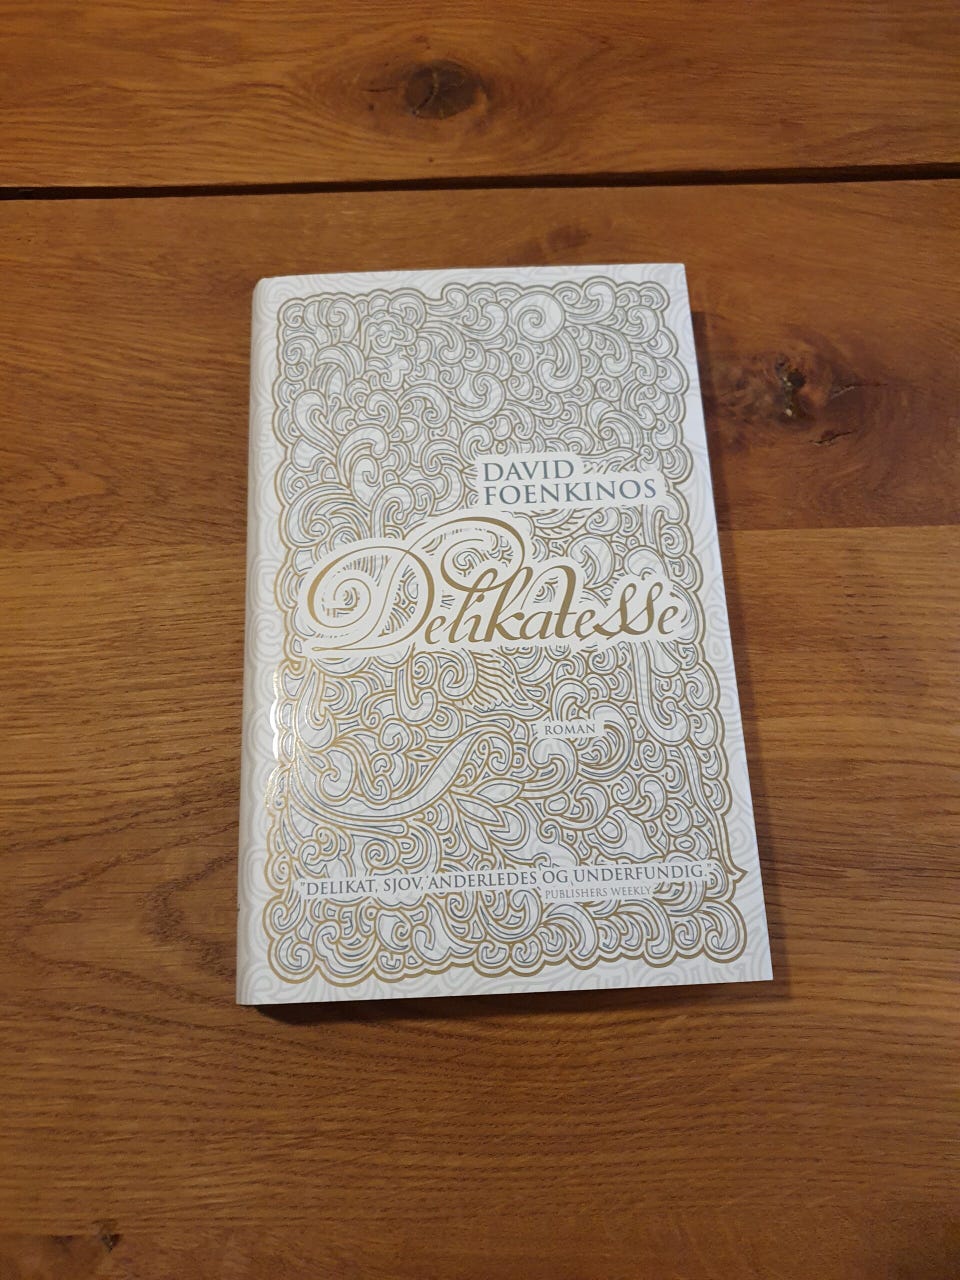 DAVID
FOENKINOS
Delikatesse
ROMAN
"DELIKAT, SJOV, ANDERLEDES OG UNDERFUNDIG."
PUBLISHERS WEEKLY